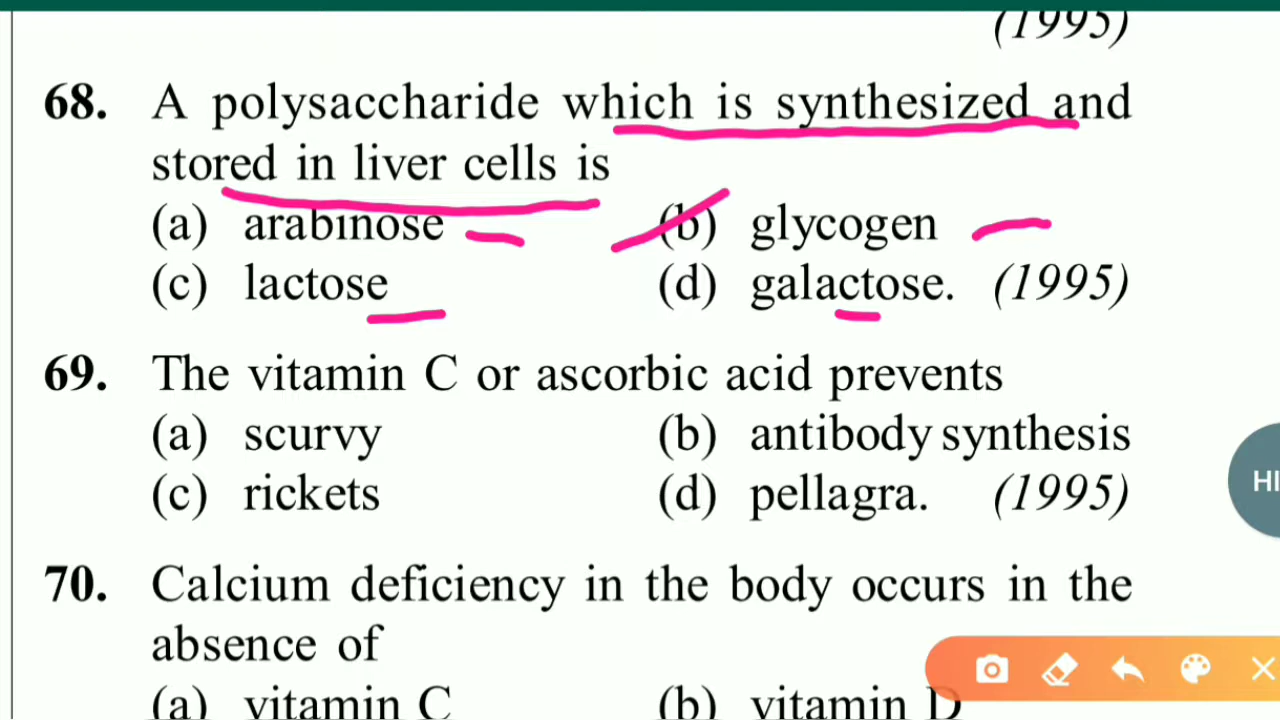 (1995)
68. A polysaccharide which is synthesized and
stored in liver cells is
(a) arabinose (b) glycogen
(c) lactose (d) galactose. (1995)
69. The vitamin C or ascorbic acid prevents
(a) scurvy (b) antibody synthesis
(c) rickets (d) pellagra. (1995)
HI
70. Calcium deficiency in the body occurs in the
absence of
(a) vitamin C (b) vitamin D